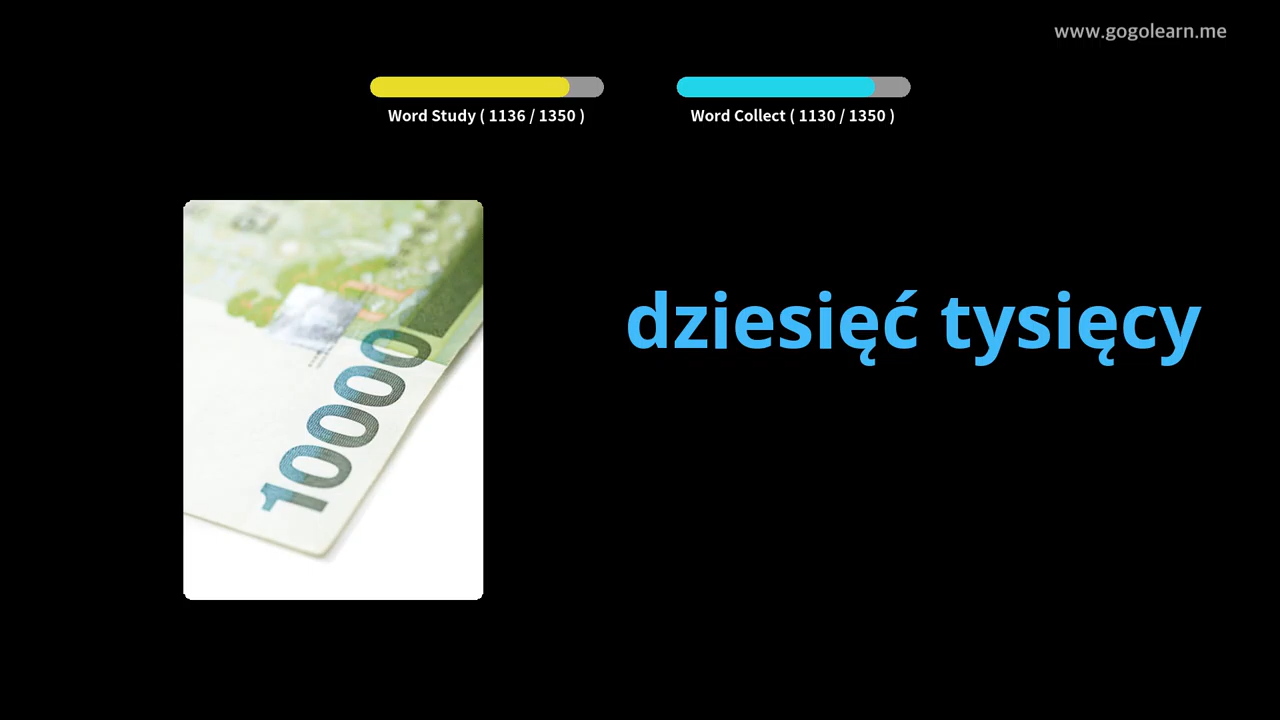 www.gogolearn.me
Word Study ( 1136 / 1350 )
Word Collect ( 1130 / 1350 )
dziesięć tysięcy
10000